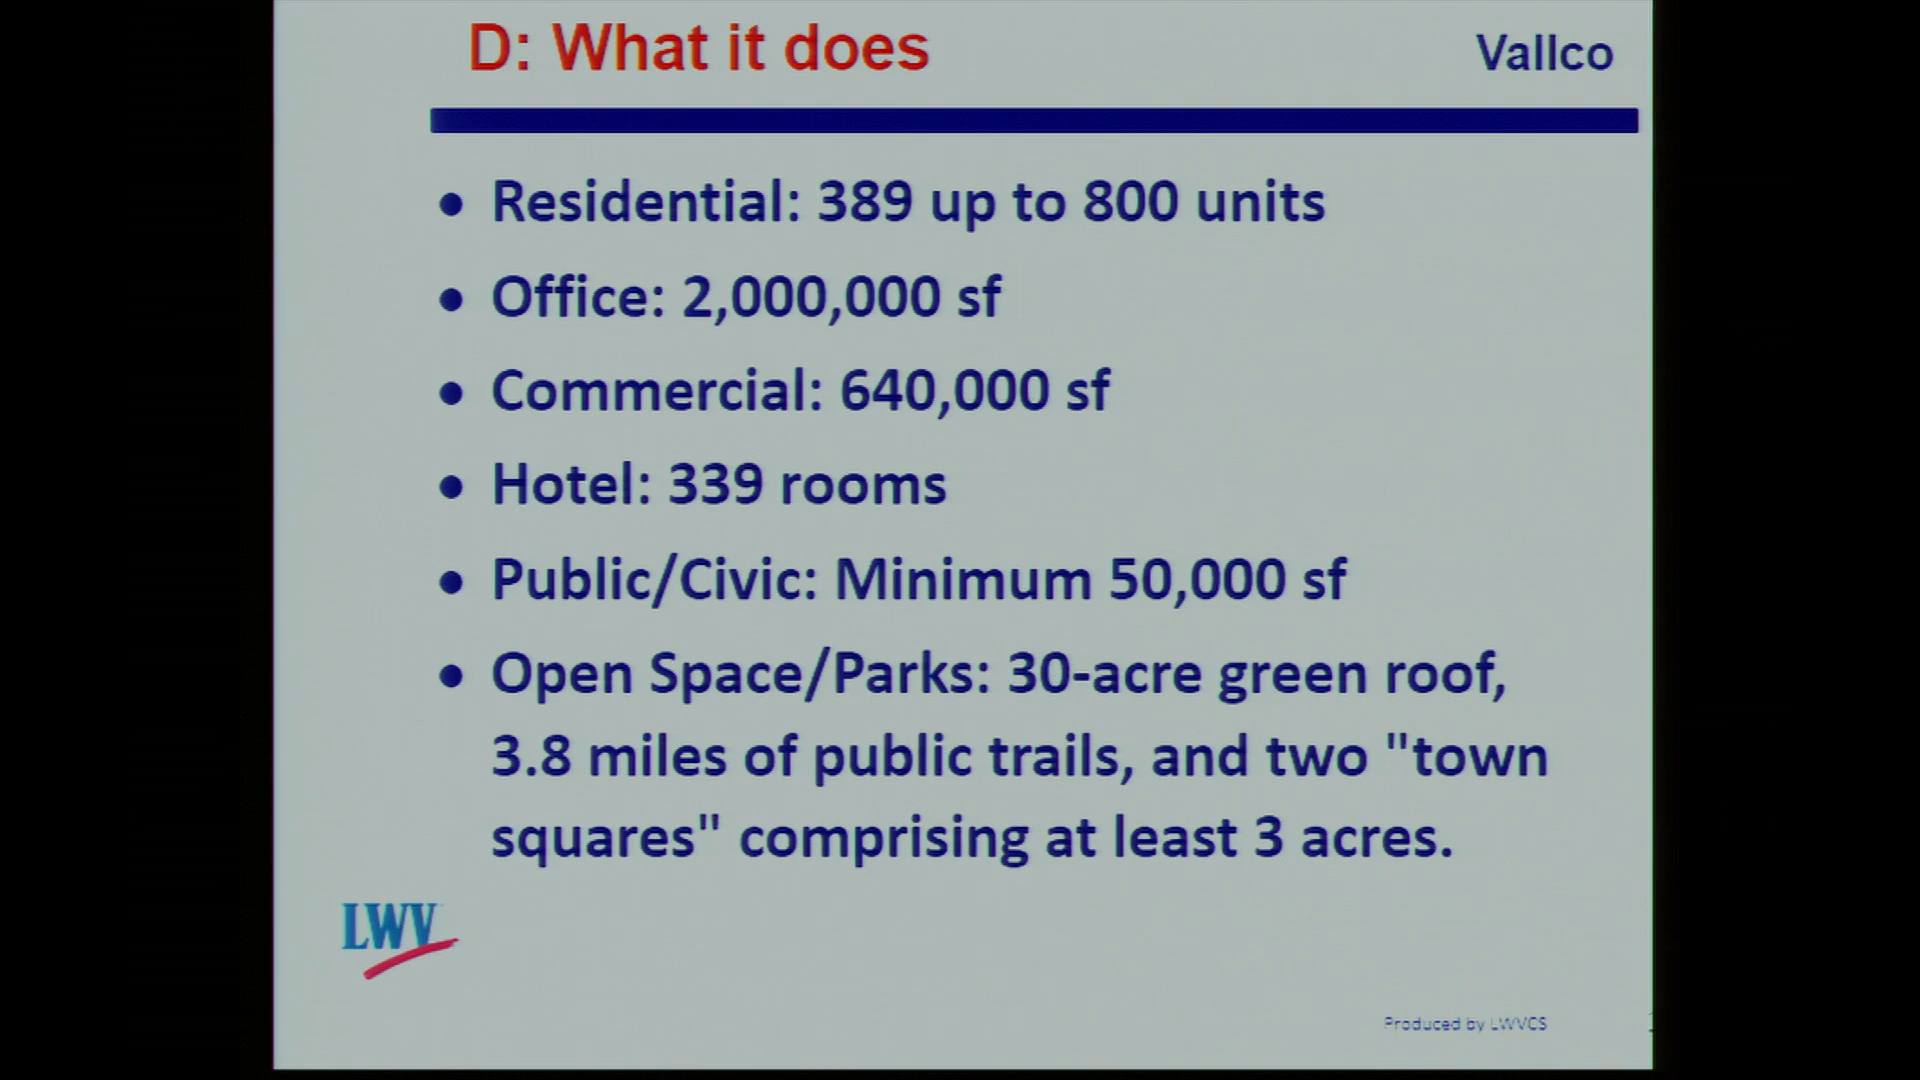 D: What it does
Vallco
• Residential: 389 up to 800 units
• Office: 2,000,000 sf
• Commercial: 640,000 sf
• Hotel: 339 rooms
• Public/Civic: Minimum 50,000 sf
• Open Space/Parks: 30-acre green roof,
3.8 miles of public trails, and two "town
squares" comprising at least 3 acres.
LWV
Produced by LWVCS